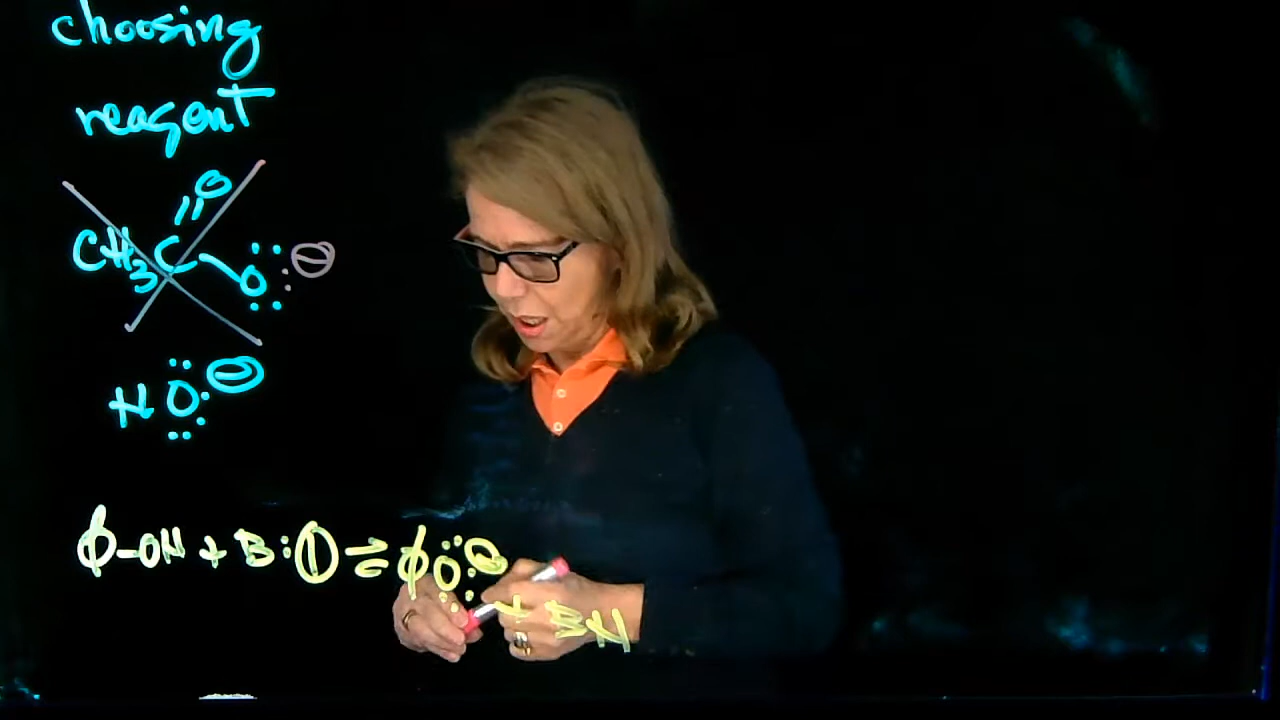 choosing
reagent
O
CH₃C-O:⊖
HO:⊖
ϕ-OH + B:⊖ ⇌ ϕO:⊖
+ BH